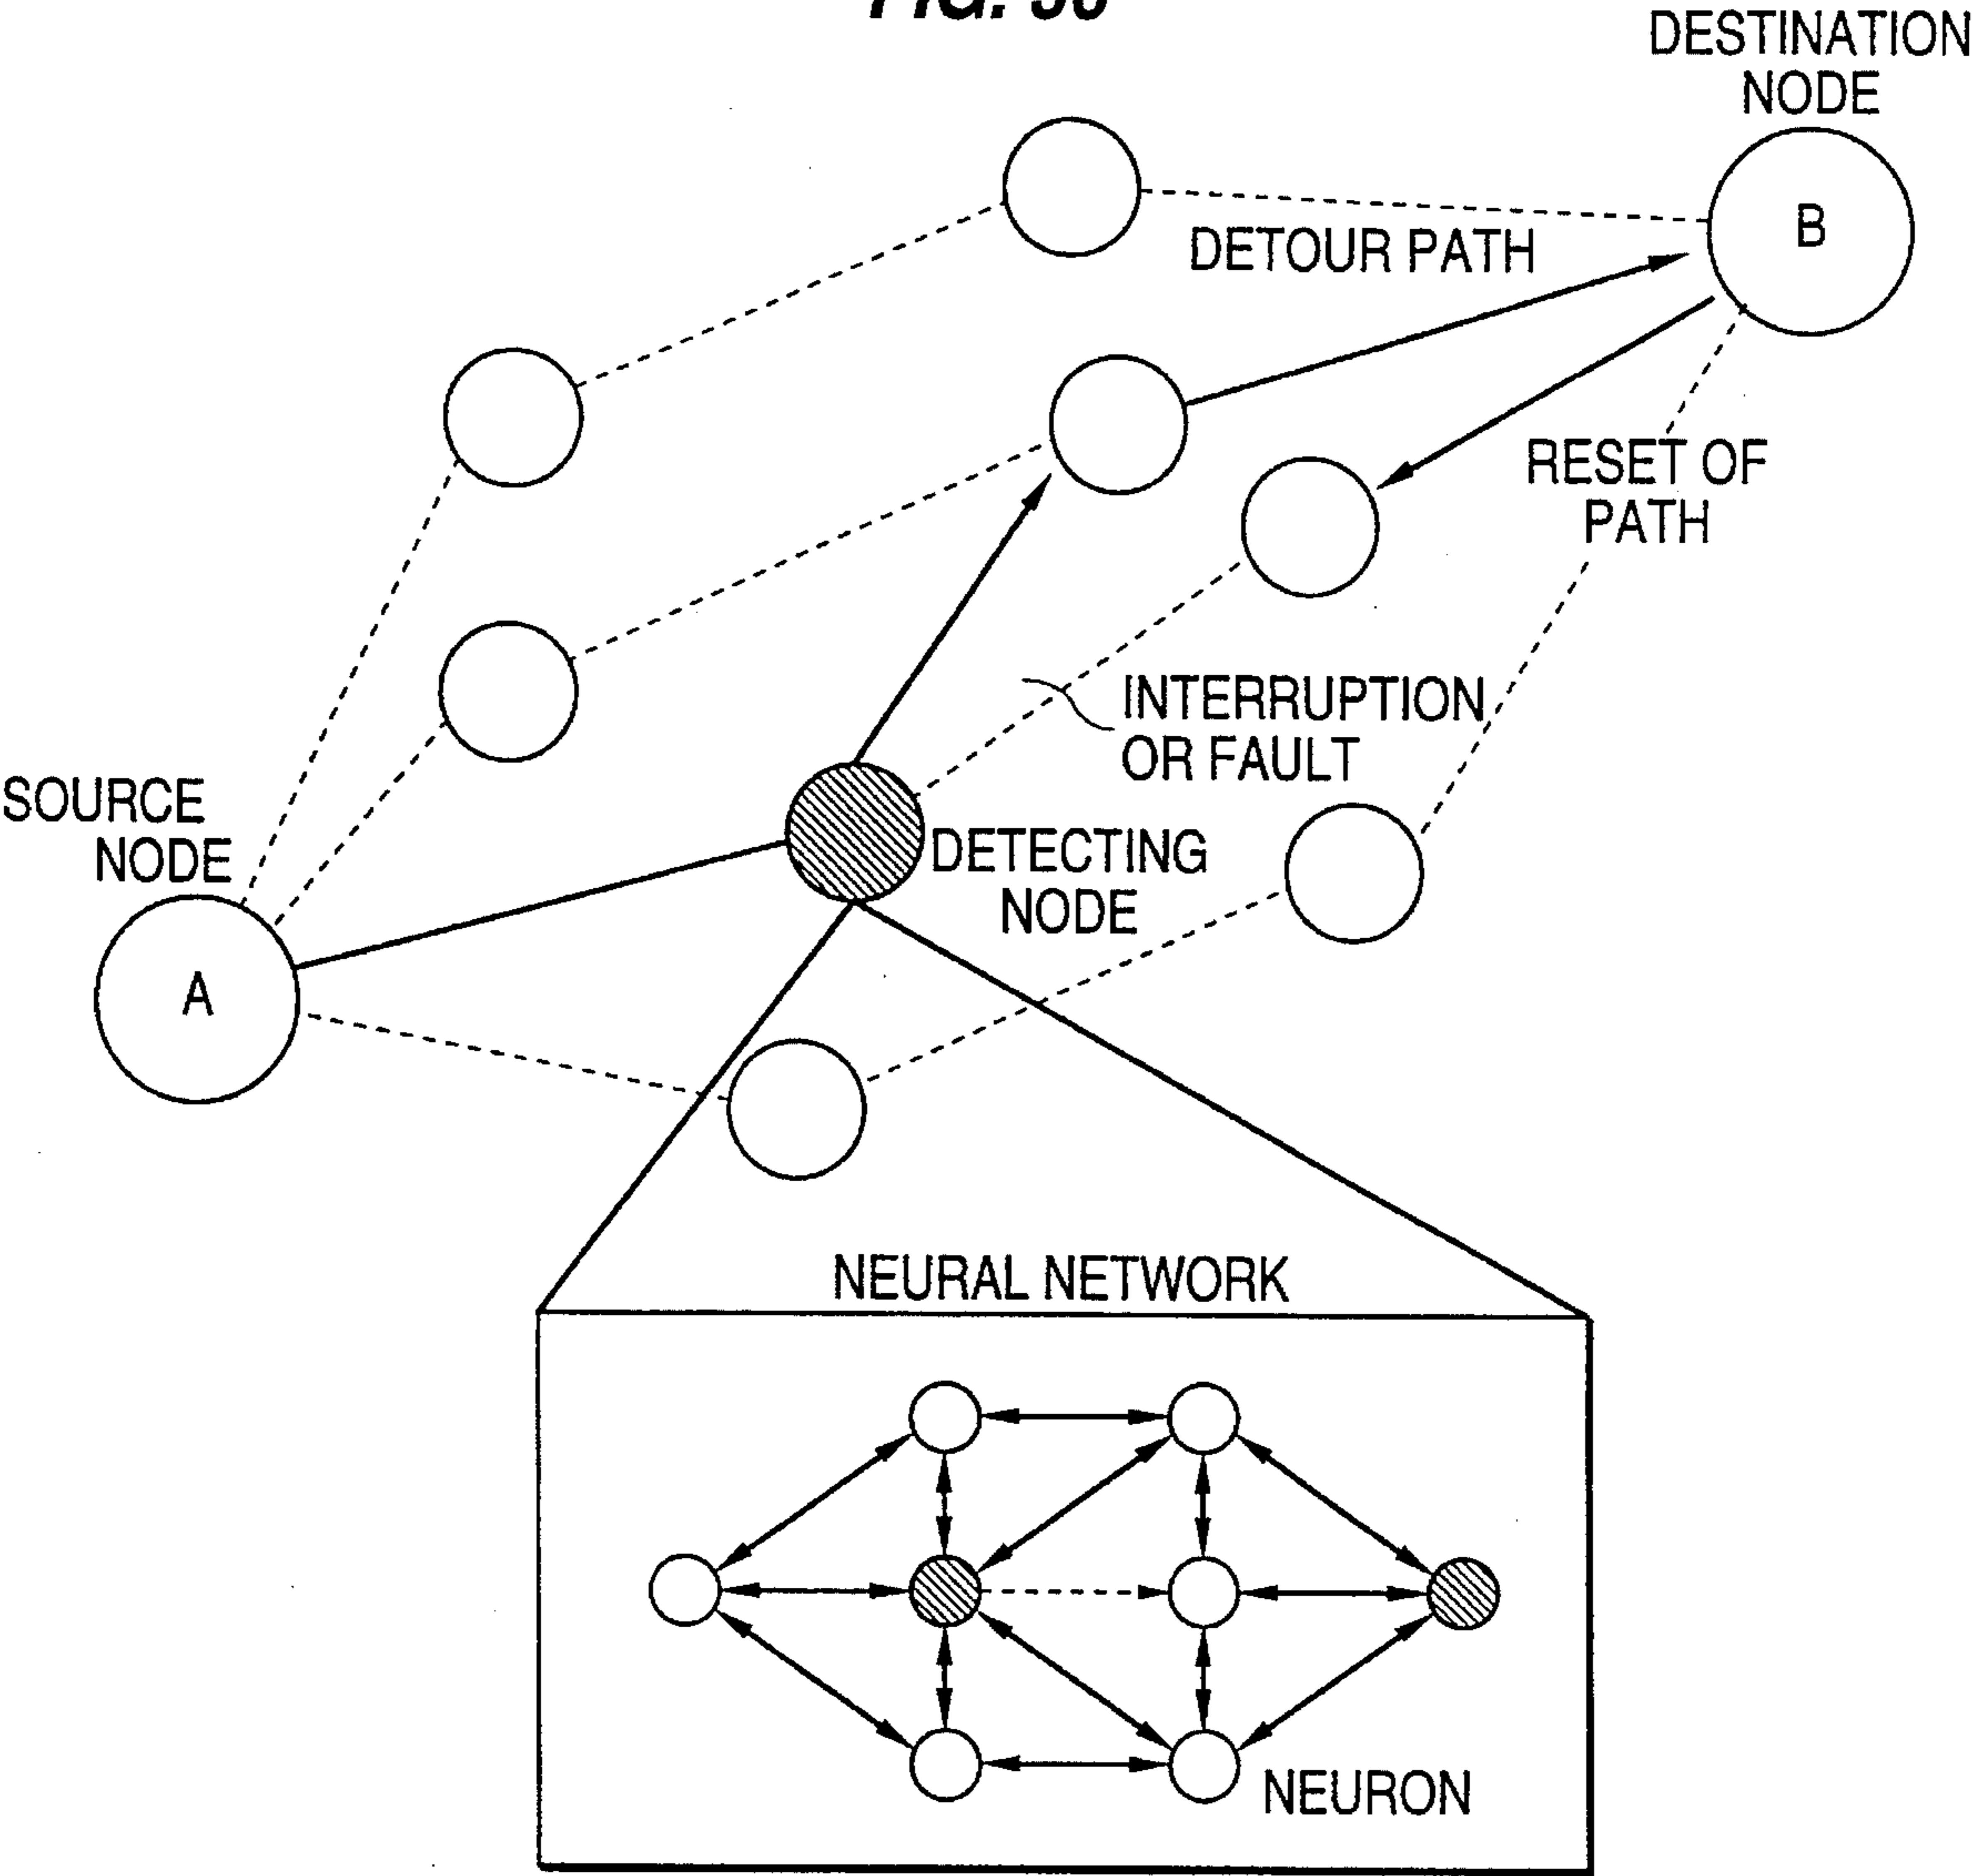 DESTINATION
NODE
B
DETOUR PATH
RESET OF
PATH
INTERRUPTION
OR FAULT
SOURCE
NODE
DETECTING
NODE
A
NEURAL NETWORK
NEURON